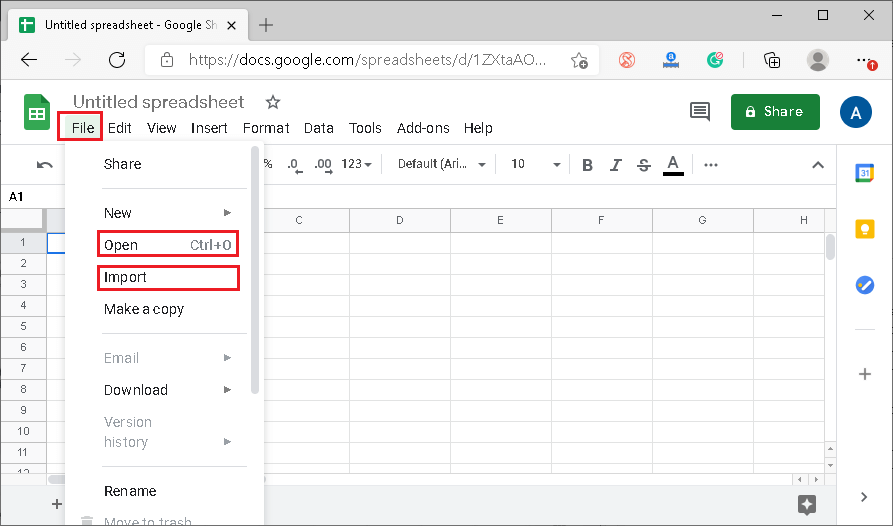 Untitled spreadsheet - Google Sh
https://docs.google.com/spreadsheets/d/1ZXtaAO...
Untitled spreadsheet
File Edit View Insert Format Data Tools Add-ons Help
Share
A
Share
% .0 .00 123 Default (Ari... 10 B I S A
31
A1
New
C D E F G H
Open Ctrl+O
Import
Make a copy
Email
Download
Version
history
Rename
Move to trash
1
2
3
4
5
6
7
8
9
10
11
12